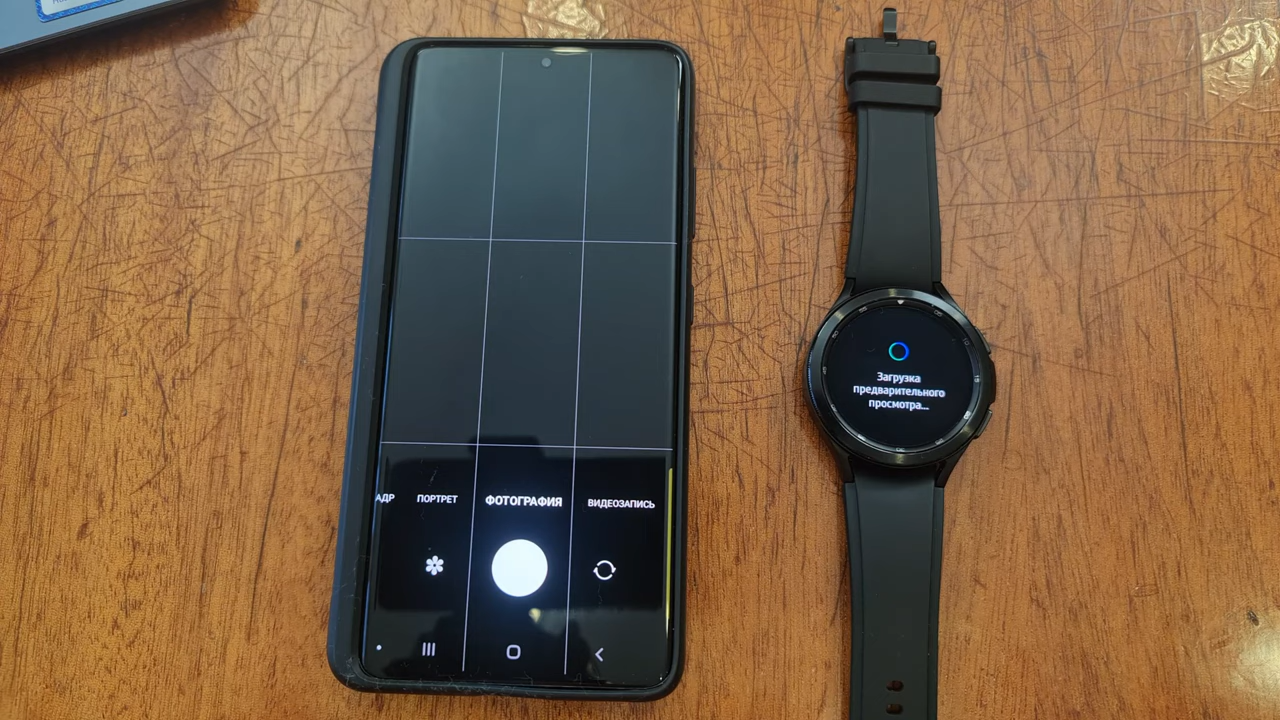 АДР
ПОРТРЕТ
ФОТОГРАФИЯ
ВИДЕОЗАПИСЬ
Загрузка
предварительного
просмотра...